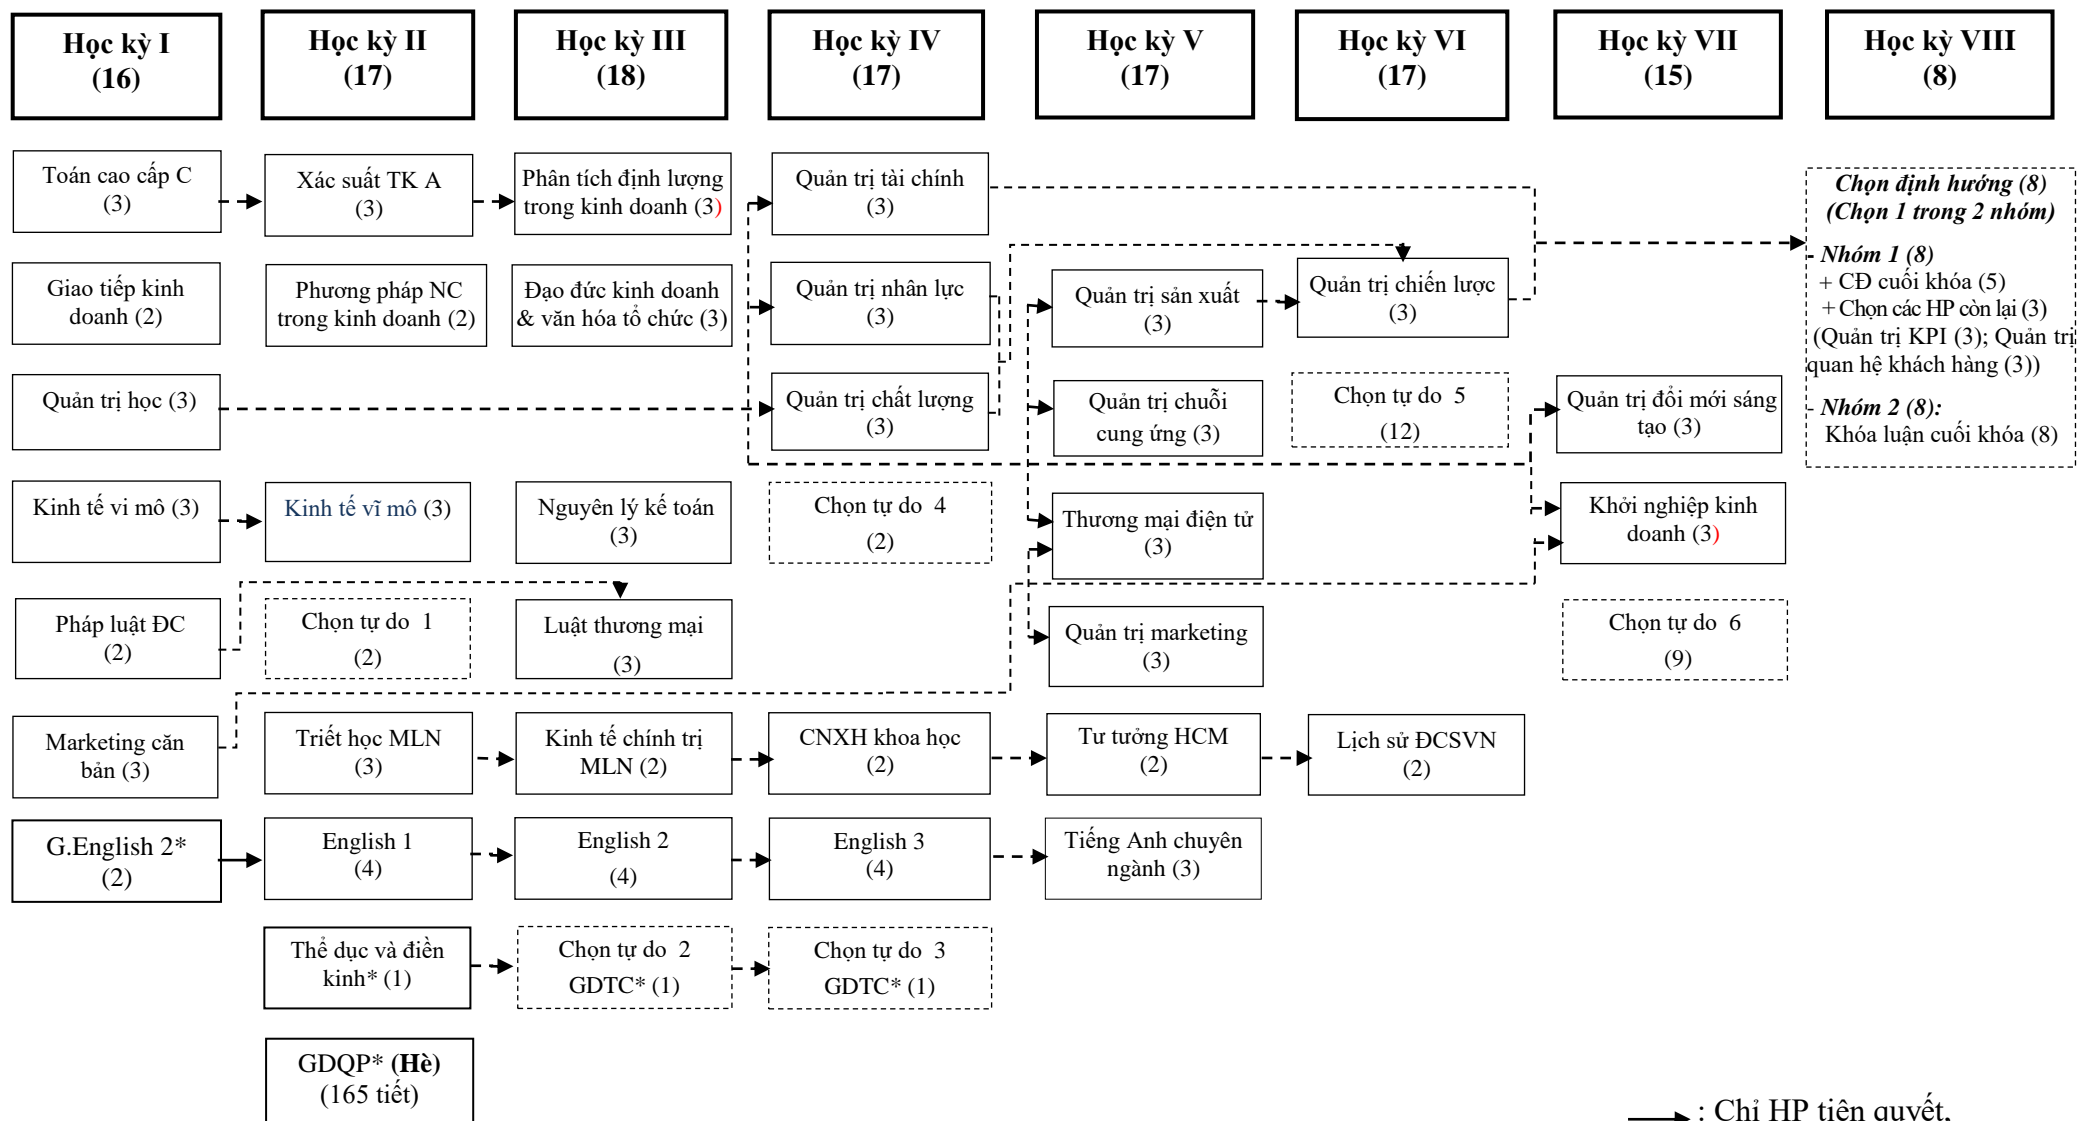 Học kỳ I
(16)
Học kỳ II
(17)
Học kỳ III
(18)
Học kỳ IV
(17)
Học kỳ V
(17)
Học kỳ VI
(17)
Học kỳ VII
(15)
Học kỳ VIII
(8)
Toán cao cấp C
(3)
Xác suất TK A
(3)
Phân tích định lượng
trong kinh doanh (3)
Quản trị tài chính
(3)
Chọn định hướng (8)
(Chọn 1 trong 2 nhóm)
- Nhóm 1 (8)
+ CĐ cuối khóa (5)
+ Chọn các HP còn lại (3)
(Quản trị KPI (3); Quản trị
quan hệ khách hàng (3))
- Nhóm 2 (8):
Khóa luận cuối khóa (8)
Giao tiếp kinh
doanh (2)
Phương pháp NC
trong kinh doanh (2)
Đạo đức kinh doanh
& văn hóa tổ chức (3)
Quản trị nhân lực
(3)
Quản trị sản xuất
(3)
Quản trị chiến lược
(3)
Quản trị học (3)
Quản trị chất lượng
(3)
Quản trị chuỗi
cung ứng (3)
Chọn tự do 5
(12)
Quản trị đổi mới sáng
tạo (3)
Kinh tế vi mô (3)
Kinh tế vĩ mô (3)
Nguyên lý kế toán
(3)
Chọn tự do 4
(2)
Thương mại điện tử
(3)
Khởi nghiệp kinh
doanh (3)
Pháp luật ĐC
(2)
Chọn tự do 1
(2)
Luật thương mại
(3)
Quản trị marketing
(3)
Chọn tự do 6
(9)
Marketing căn
bản (3)
Triết học MLN
(3)
Kinh tế chính trị
MLN (2)
CNXH khoa học
(2)
Tư tưởng HCM
(2)
Lịch sử ĐCSVN
(2)
G.English 2*
(2)
English 1
(4)
English 2
(4)
English 3
(4)
Tiếng Anh chuyên
ngành (3)
Thể dục và điền
kinh* (1)
Chọn tự do 2
GDTC* (1)
Chọn tự do 3
GDTC* (1)
GDQP* (Hè)
(165 tiết)
: Chỉ HP tiên quyết,